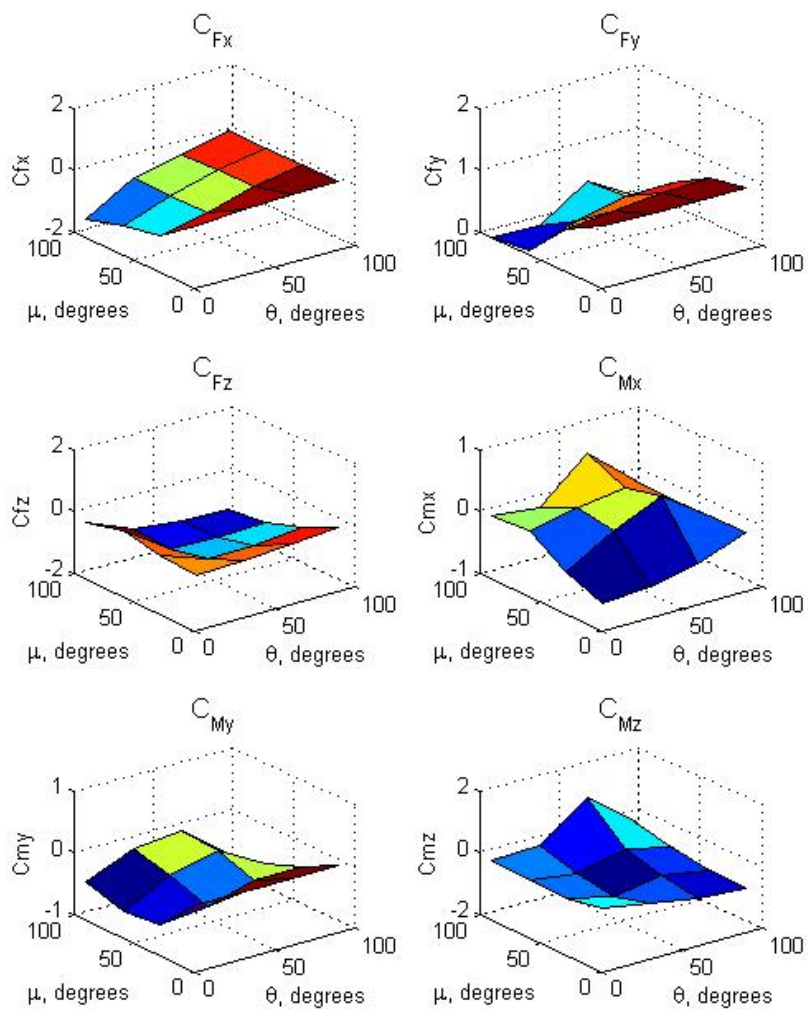 C_Fx
2
0
-2
Cfx
100
50
0
μ, degrees
0
50
100
θ, degrees
C_Fy
2
1
0
Cfy
100
50
0
μ, degrees
0
50
100
θ, degrees
C_Fz
2
0
-2
Cfz
100
50
0
μ, degrees
0
50
100
θ, degrees
C_Mx
1
0
-1
Cmx
100
50
0
μ, degrees
0
50
100
θ, degrees
C_My
1
0
-1
Cmy
100
50
0
μ, degrees
0
50
100
θ, degrees
C_Mz
2
0
-2
Cmz
100
50
0
μ, degrees
0
50
100
θ, degrees